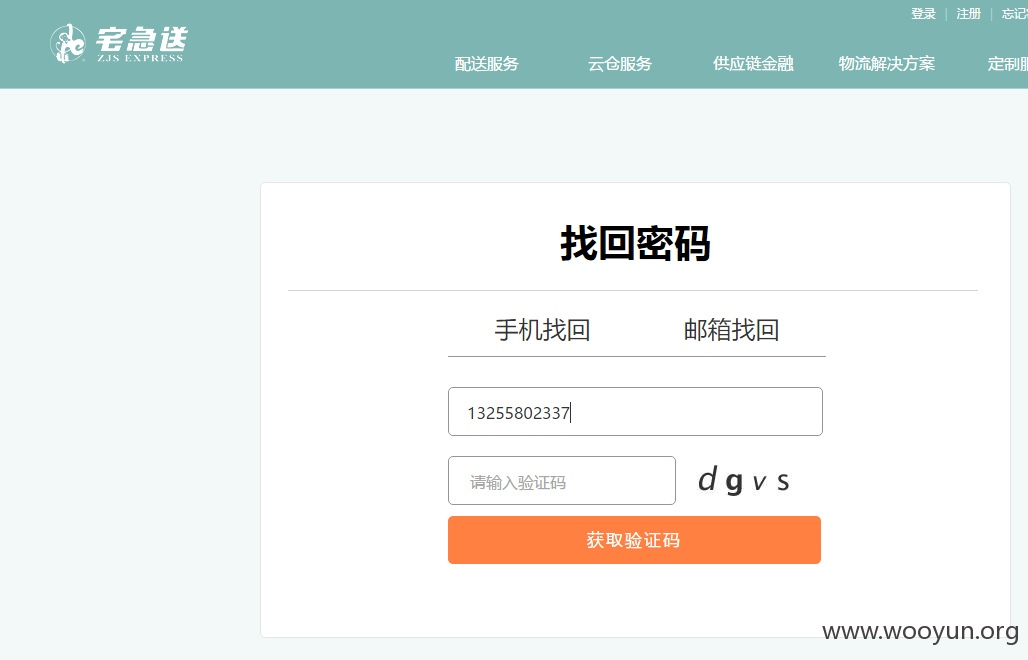 登录 | 注册 | 忘记
宅急送
ZJS EXPRESS
配送服务 云仓服务 供应链金融 物流解决方案 定制
找回密码
手机找回 邮箱找回
13255802337
请输入验证码 d g v s
获取验证码
www.wooyun.org